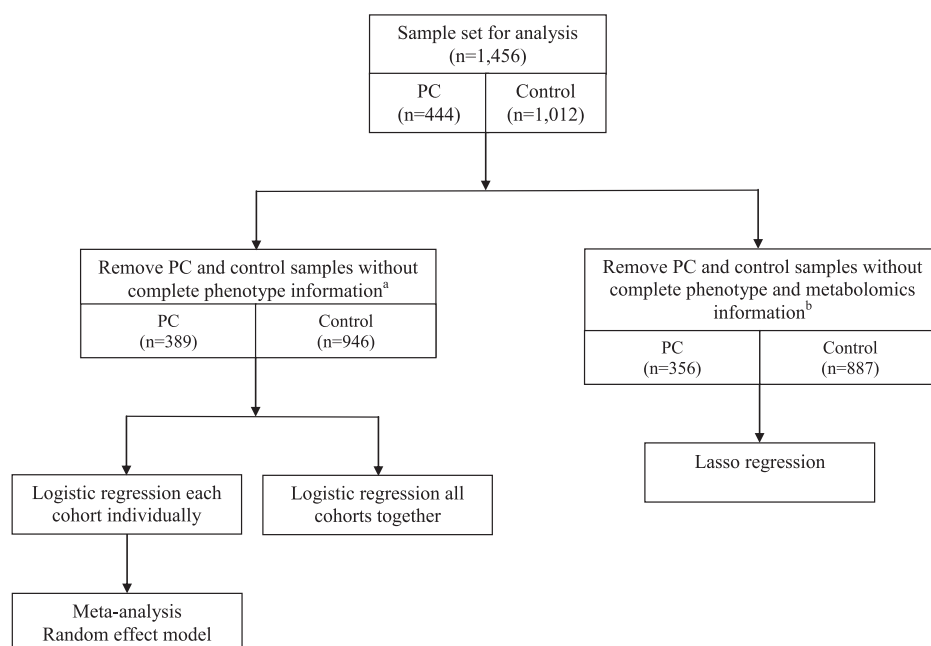 Sample set for analysis
(n=1,456)
PC
(n=444)
Control
(n=1,012)
Remove PC and control samples without
complete phenotype informationᵃ
PC
(n=389)
Control
(n=946)
Remove PC and control samples without
complete phenotype and metabolomics
informationᵇ
PC
(n=356)
Control
(n=887)
Logistic regression each
cohort individually
Logistic regression all
cohorts together
Lasso regression
Meta-analysis
Random effect model